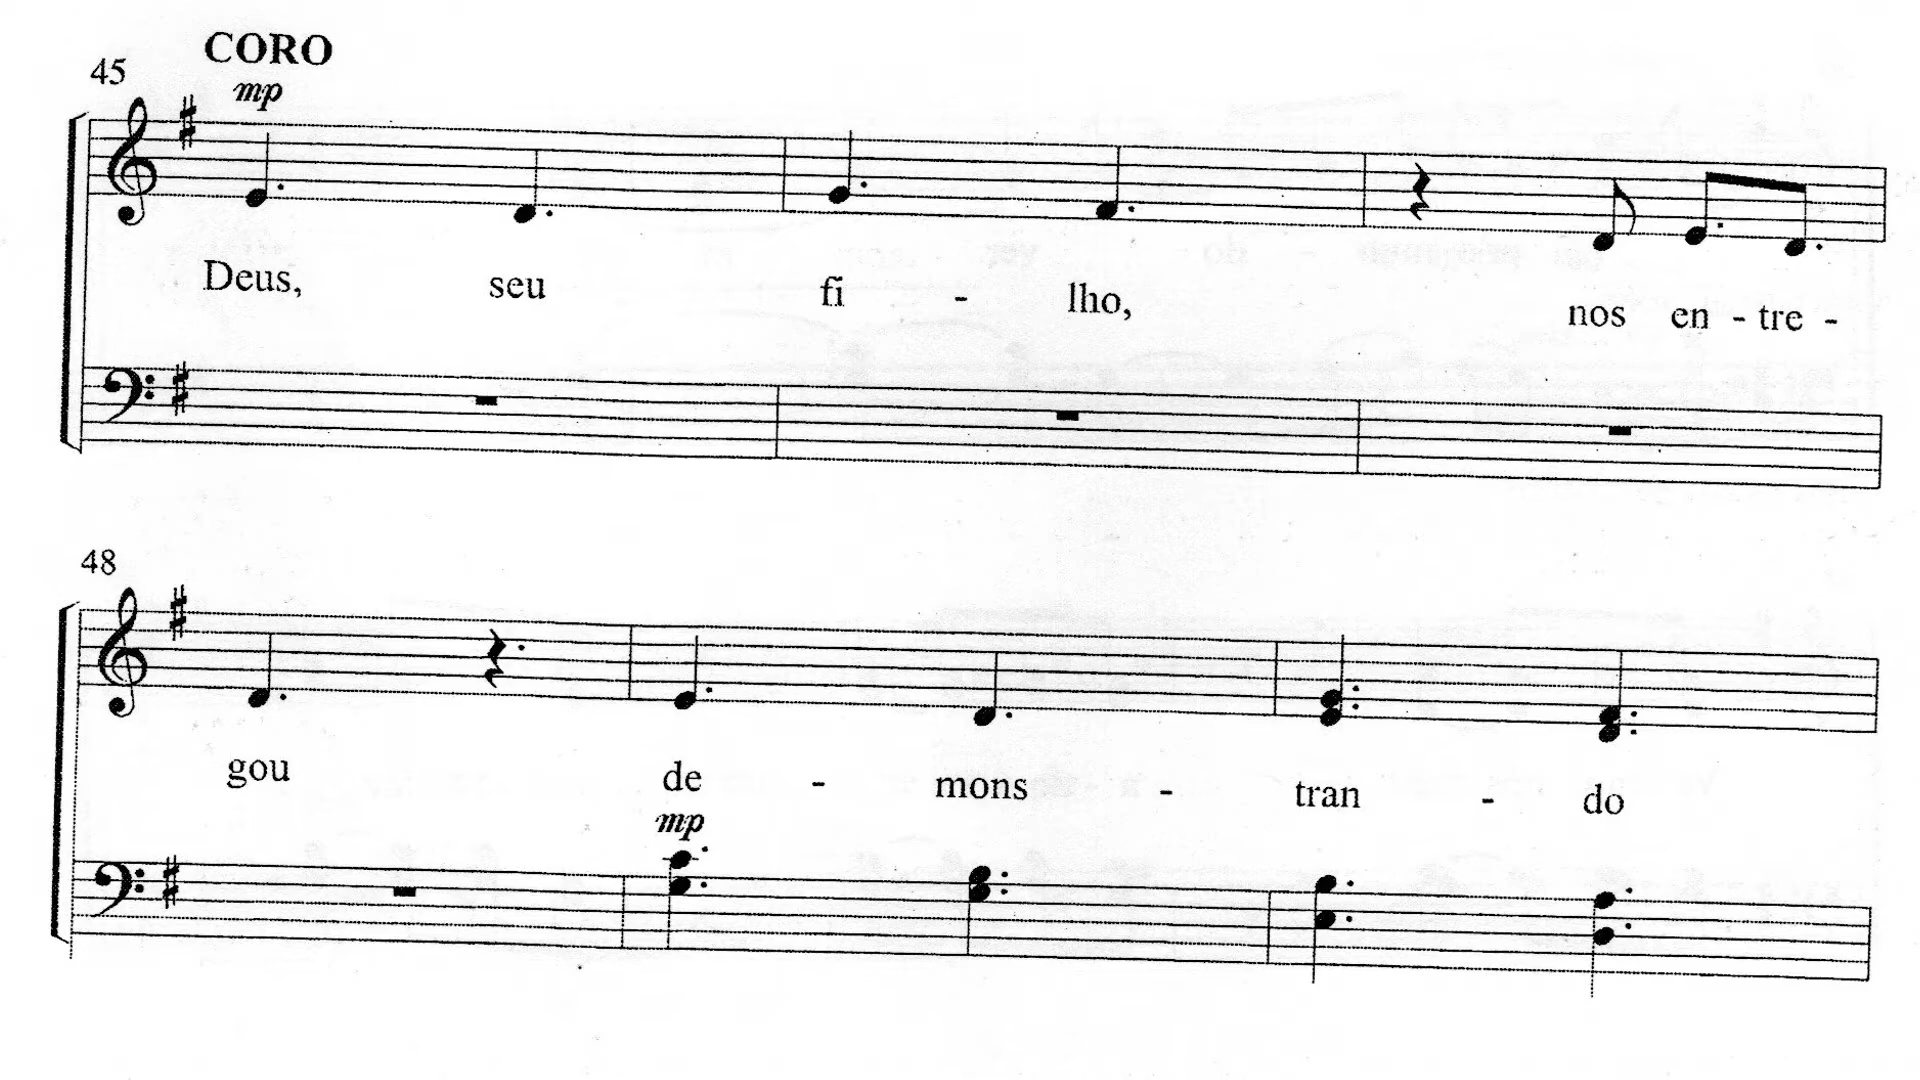 CORO
45
mp
Deus, seu fi - lho, nos en - tre -
48
gou de - mons - tran - do
mp